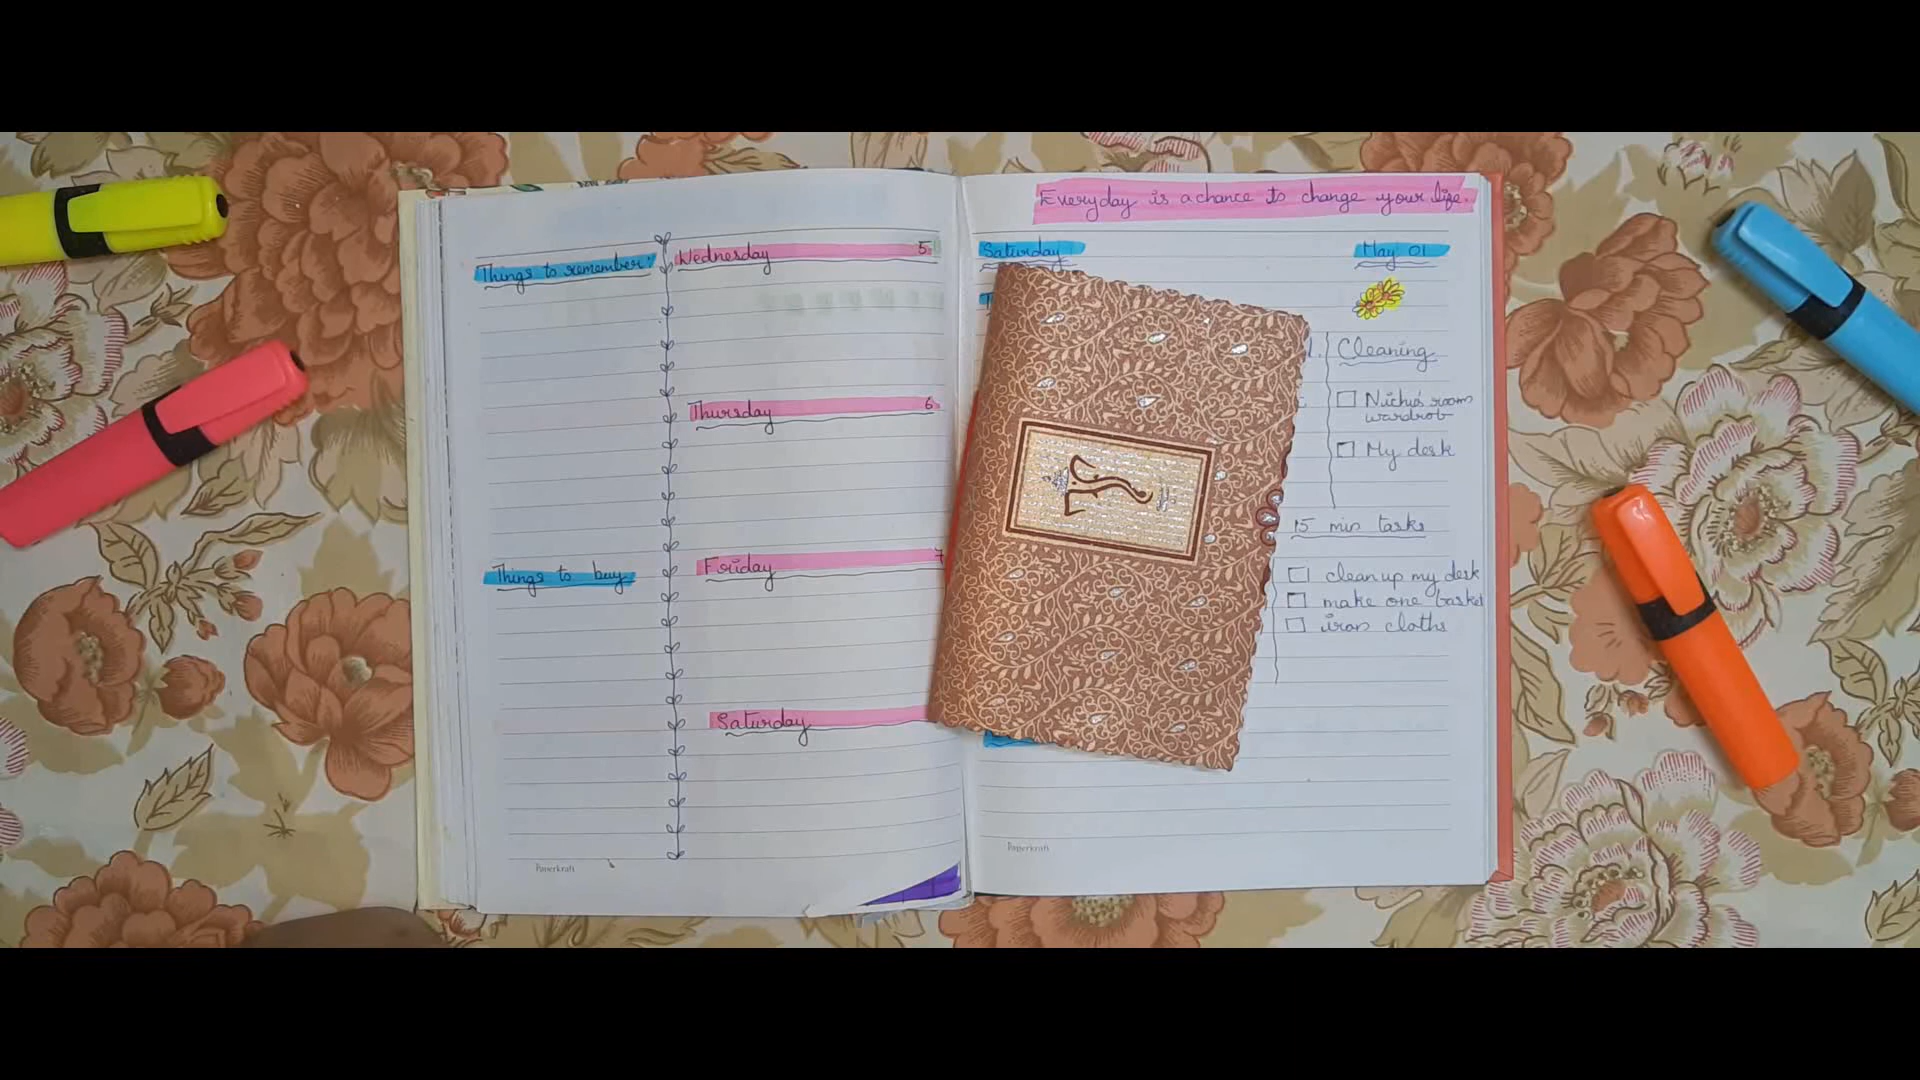 Things to remember:
Wednesday 5
Thursday 6
Things to buy
Friday 7
Saturday
Paperkraft
Everyday is a chance to change your life.
Saturday
May 01
Cleaning
Nichu's room
wardrob
My desk
15 min tasks
clean up my desk
make one basket
iron cloths
Paperkraft